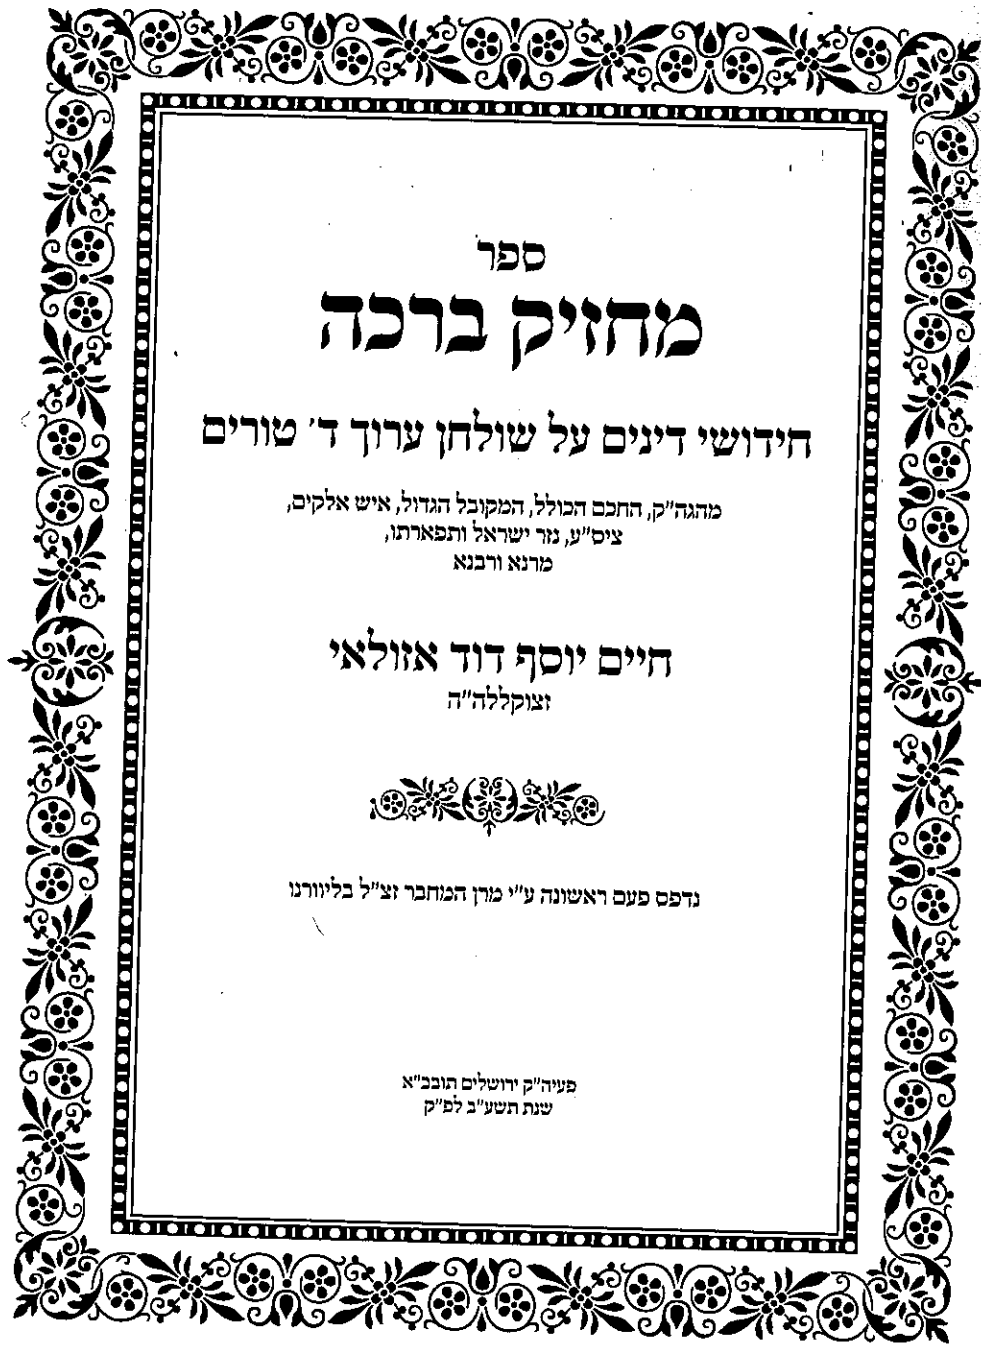 ספר
מחזיק ברכה
חידושי דינים על שולחן ערוך ד׳ טורים
מהגה״ק, החכם הכולל, המקובל הגדול, איש אלקים,
ציס״ע, נזר ישראל ותפארתו,
מרנא ורבנא
חיים יוסף דוד אזולאי
זצוקללה״ה
נדפס פעם ראשונה ע״י מרן המחבר זצ״ל בליוורנו
פעיה״ק ירושלים תובב״א
שנת תשע״ב לפ״ק